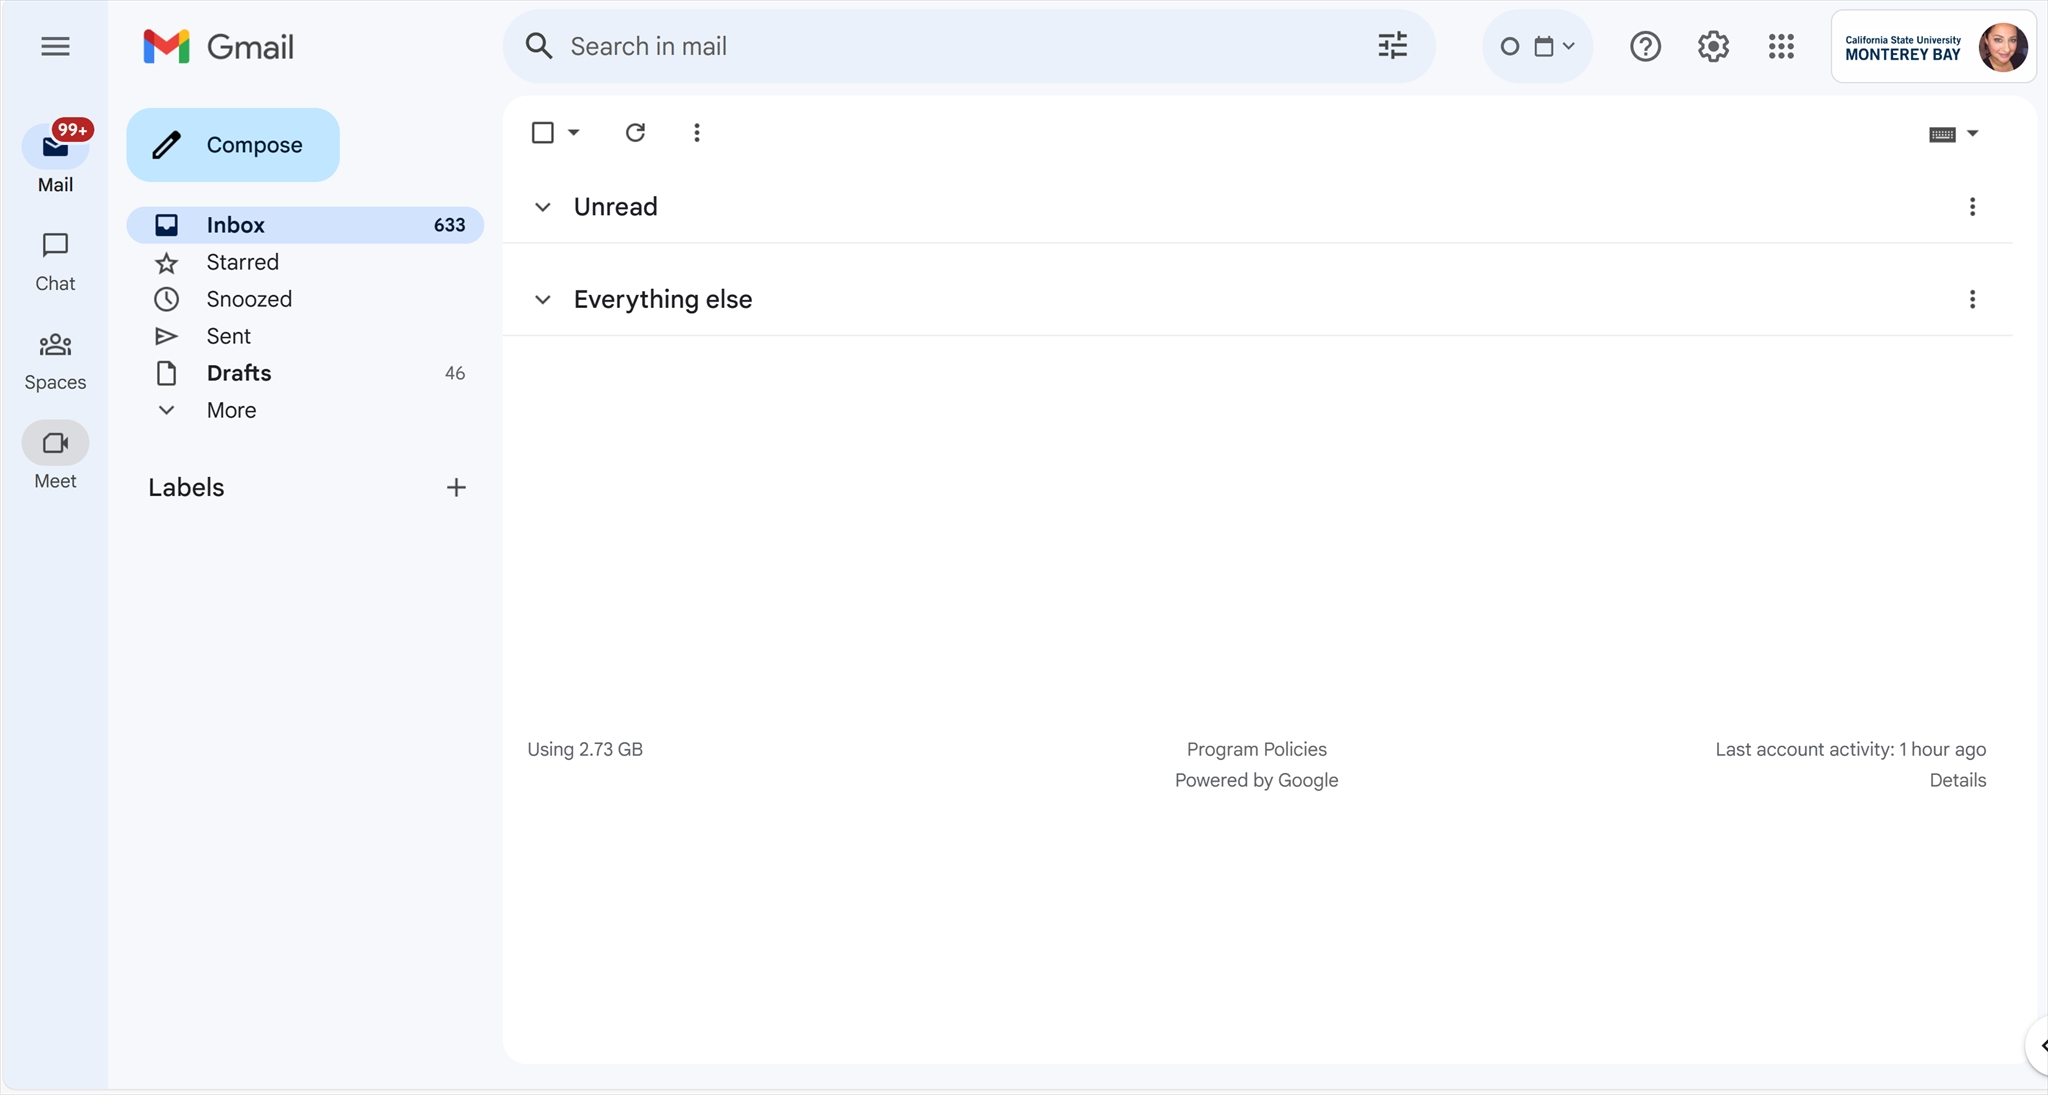 Gmail
Search in mail
California State University
MONTEREY BAY
99+
Mail
Chat
Spaces
Meet
Compose
Inbox 633
Starred
Snoozed
Sent
Drafts 46
More
Labels
Unread
Everything else
Using 2.73 GB
Program Policies
Powered by Google
Last account activity: 1 hour ago
Details